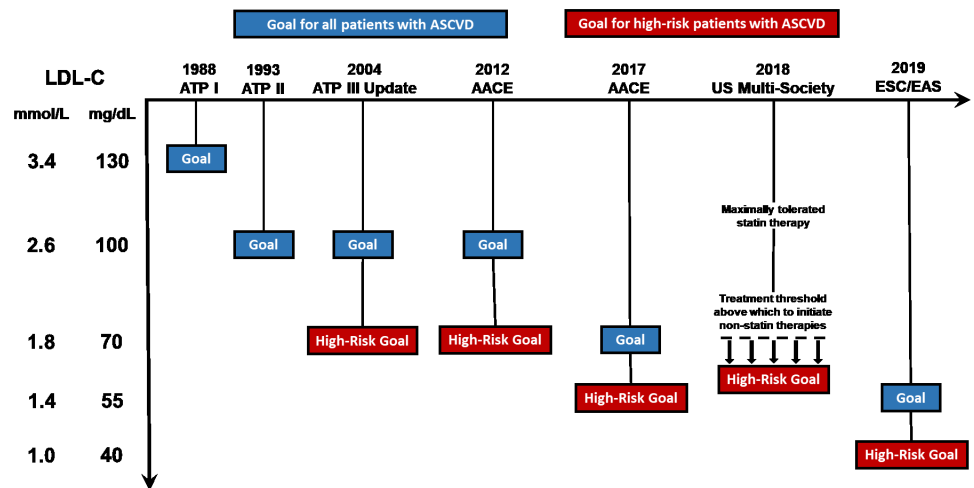 Goal for all patients with ASCVD
Goal for high-risk patients with ASCVD
LDL-C
mmol/L
mg/dL
1988
ATP I
1993
ATP II
2004
ATP III Update
2012
AACE
2017
AACE
2018
US Multi-Society
2019
ESC/EAS
3.4
130
Goal
Maximally tolerated
statin therapy
2.6
100
Goal
Goal
Goal
Treatment threshold
above which to initiate
non-statin therapies
1.8
70
High-Risk Goal
High-Risk Goal
Goal
High-Risk Goal
1.4
55
High-Risk Goal
Goal
1.0
40
High-Risk Goal